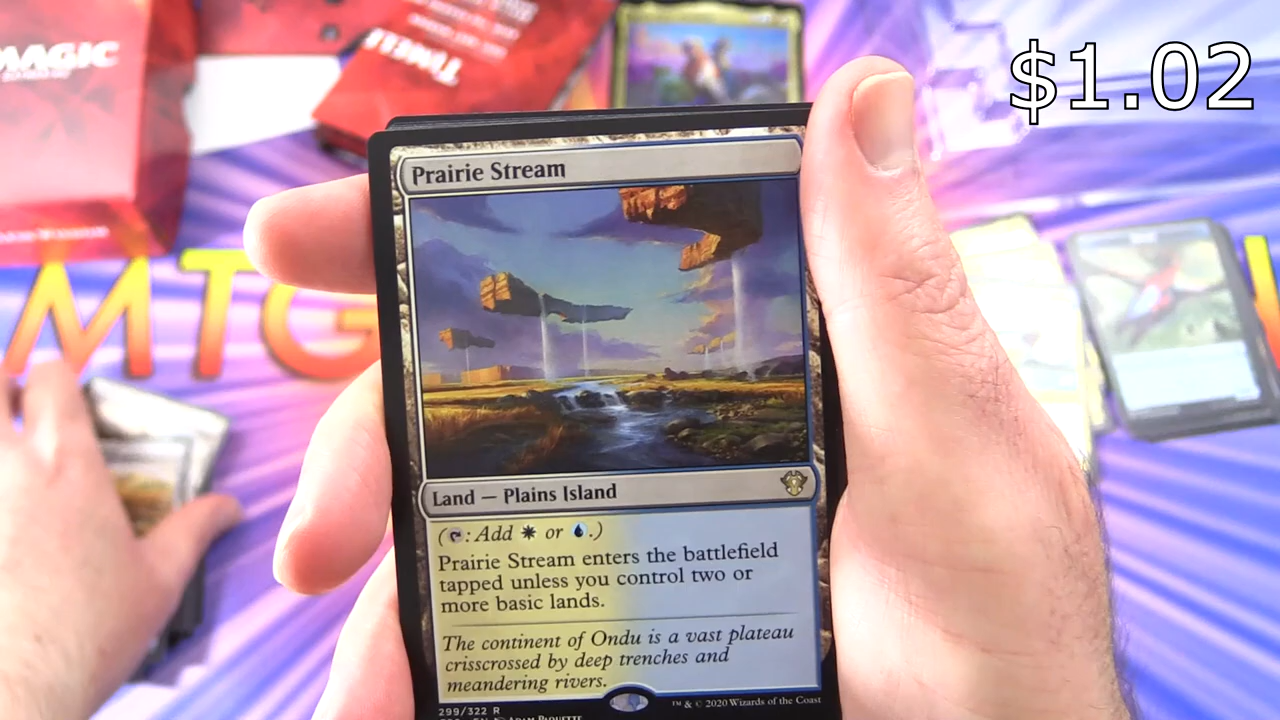 MAGIC
$1.02
MTG
Prairie Stream
Land — Plains Island
(: Add or .)
Prairie Stream enters the battlefield
tapped unless you control two or
more basic lands.
The continent of Ondu is a vast plateau
crisscrossed by deep trenches and
meandering rivers.
299/322 R
ADAM PAQUETTE
™ & © 2020 Wizards of the Coast